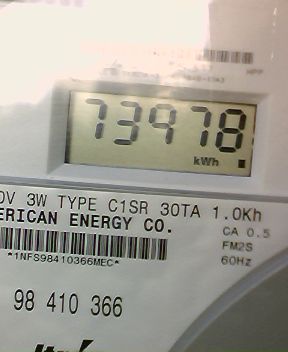 73978
kWh
0V 3W TYPE C1SR 30TA 1.0Kh
ERICAN ENERGY CO.
CA 0.5
FM2S
*1NFS98410366MEC*
60Hz
98 410 366